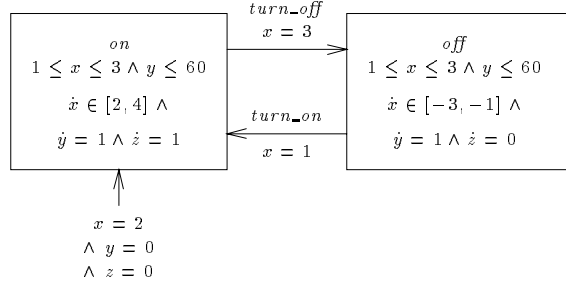 on
1 ≤ x ≤ 3 ∧ y ≤ 60
ẋ ∈ [2, 4] ∧
ẏ = 1 ∧ ż = 1
turn_off
x = 3
turn_on
x = 1
off
1 ≤ x ≤ 3 ∧ y ≤ 60
ẋ ∈ [−3, −1] ∧
ẏ = 1 ∧ ż = 0
x = 2
∧ y = 0
∧ z = 0